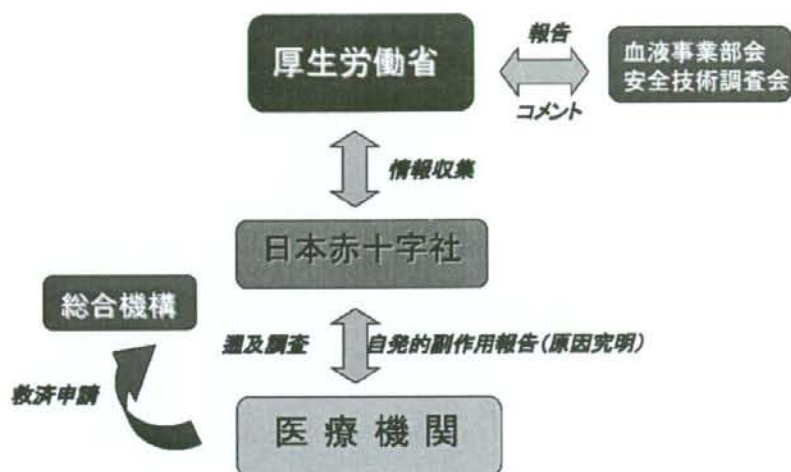 厚生労働省
報告
コメント
血液事業部会
安全技術調査会
情報収集
日本赤十字社
総合機構
遡及調査
自発的副作用報告(原因究明)
救済申請
医療機関